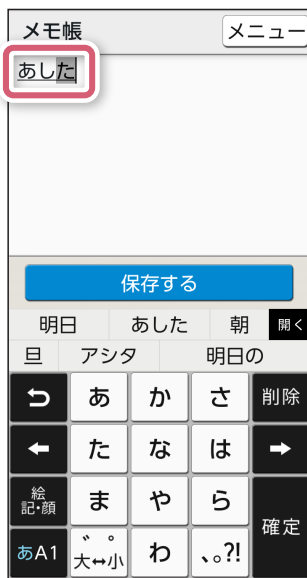 メモ帳 メニュー
あした
保存する
明日 あした 朝 開く
旦 アシタ 明日の
あ か さ 削除
た な は
絵記・顔 ま や ら
あA1 ゛゜大↔小 わ 、。?! 確定